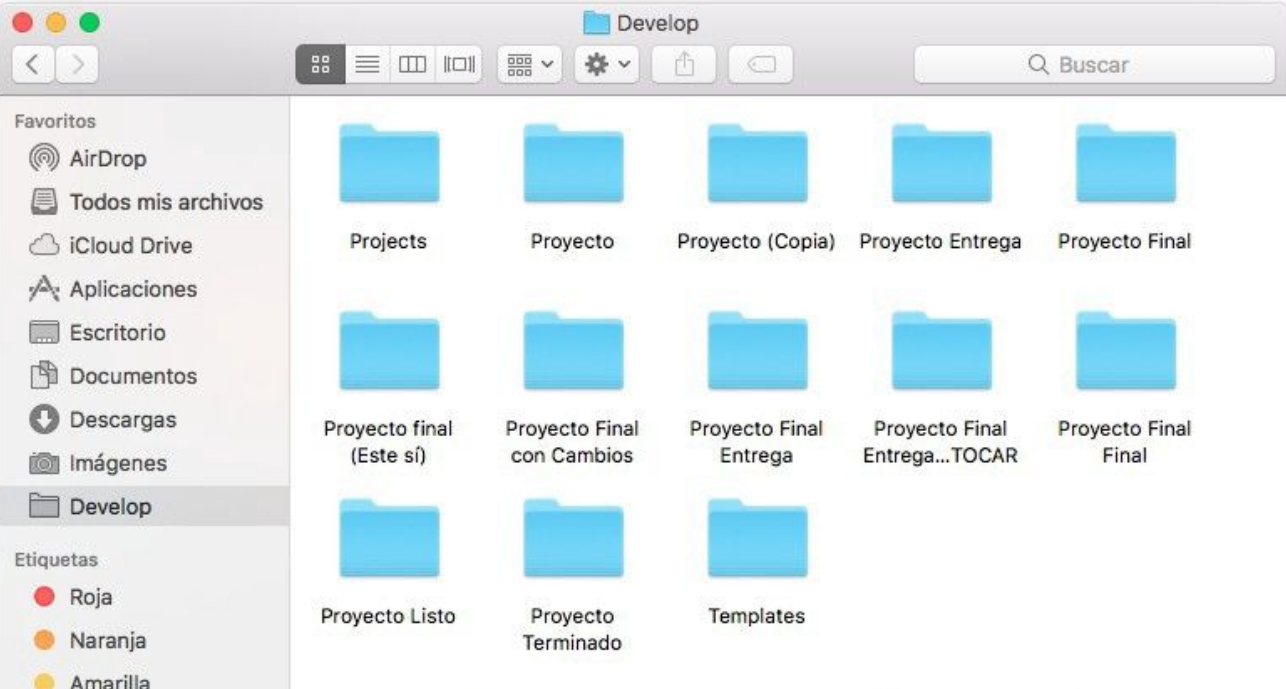 Develop
Buscar
Favoritos
AirDrop
Todos mis archivos
iCloud Drive
Aplicaciones
Escritorio
Documentos
Descargas
Imágenes
Develop
Etiquetas
Roja
Naranja
Amarilla
Projects
Proyecto
Proyecto (Copia)
Proyecto Entrega
Proyecto Final
Proyecto final
(Este sí)
Proyecto Final
con Cambios
Proyecto Final
Entrega
Proyecto Final
Entrega...TOCAR
Proyecto Final
Final
Proyecto Listo
Proyecto
Terminado
Templates